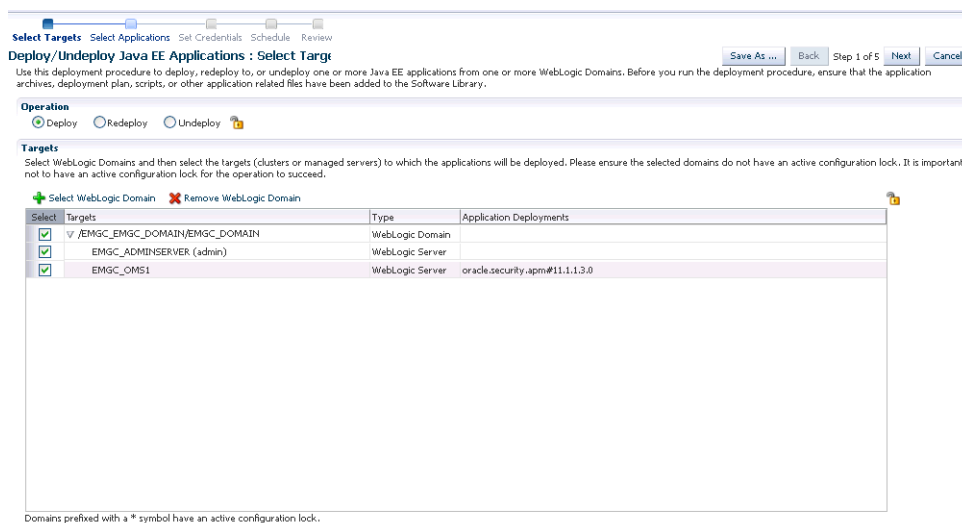 Select Targets Select Applications Set Credentials Schedule Review
Deploy/Undeploy Java EE Applications : Select Targe
Save As ... Back Step 1 of 5 Next Cancel
Use this deployment procedure to deploy, redeploy to, or undeploy one or more Java EE applications from one or more WebLogic Domains. Before you run the deployment procedure, ensure that the application
archives, deployment plan, scripts, or other application related files have been added to the Software Library.
Operation
Deploy Redeploy Undeploy
Targets
Select WebLogic Domains and then select the targets (clusters or managed servers) to which the applications will be deployed. Please ensure the selected domains do not have an active configuration lock. It is important
not to have an active configuration lock for the operation to succeed.
Select WebLogic Domain Remove WebLogic Domain
Select Targets Type Application Deployments
/EMGC_EMGC_DOMAIN/EMGC_DOMAIN WebLogic Domain
EMGC_ADMINSERVER (admin) WebLogic Server
EMGC_OMS1 WebLogic Server oracle.security.apm#11.1.1.3.0
Domains prefixed with a * symbol have an active configuration lock.